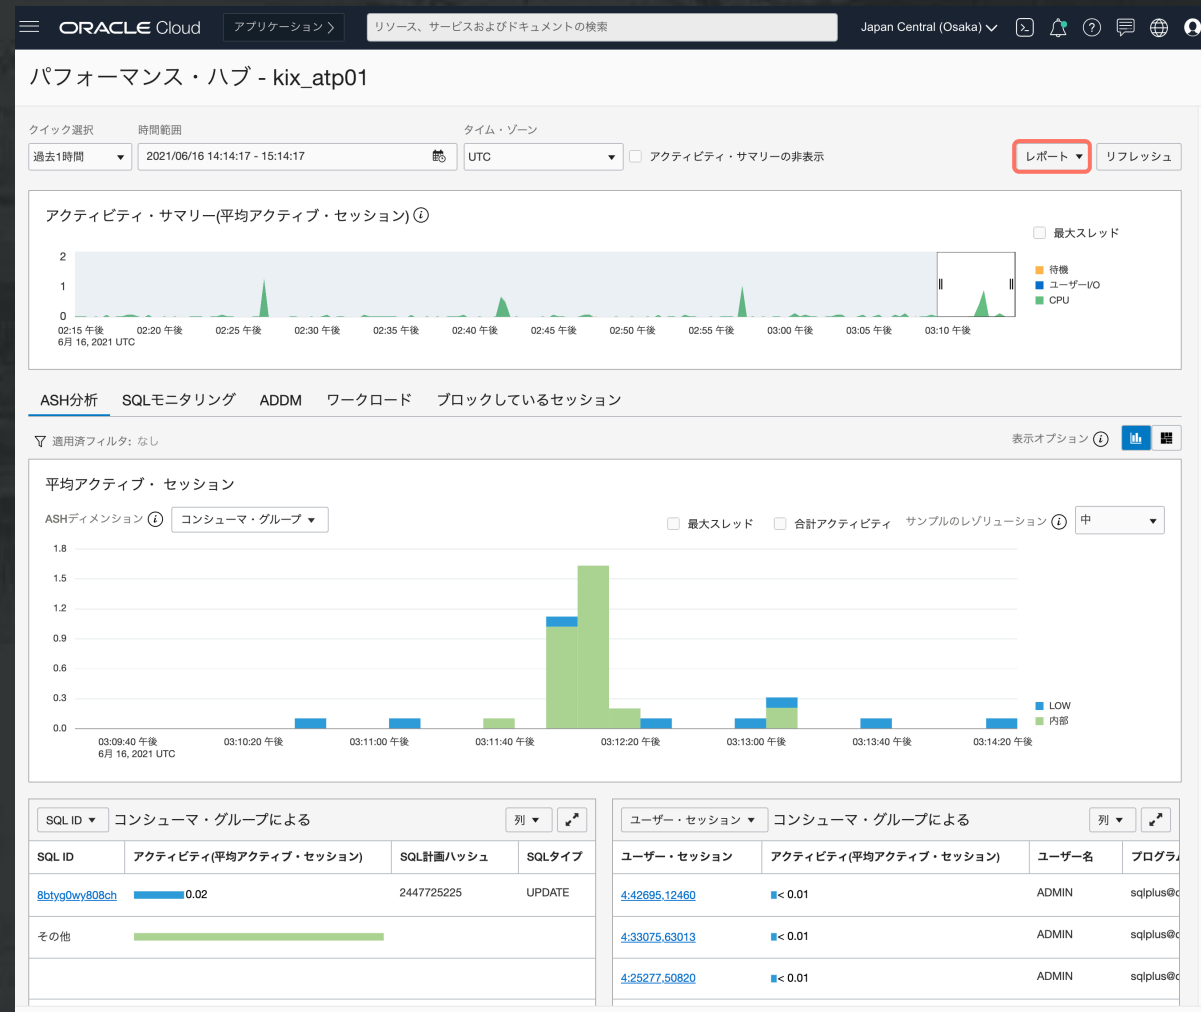 ORACLE Cloud アプリケーション リソース、サービスおよびドキュメントの検索 Japan Central (Osaka)
パフォーマンス・ハブ - kix_atp01
クイック選択 時間範囲 タイム・ゾーン
過去1時間 2021/06/16 14:14:17 - 15:14:17 UTC アクティビティ・サマリーの非表示 レポート リフレッシュ
アクティビティ・サマリー(平均アクティブ・セッション)
最大スレッド
2
1
0
待機
ユーザーI/O
CPU
02:15 午後 02:20 午後 02:25 午後 02:30 午後 02:35 午後 02:40 午後 02:45 午後 02:50 午後 02:55 午後 03:00 午後 03:05 午後 03:10 午後
6月 16, 2021 UTC
ASH分析 SQLモニタリング ADDM ワークロード ブロックしているセッション
適用済フィルタ: なし 表示オプション
平均アクティブ・ セッション
ASHディメンション コンシューマ・グループ 最大スレッド 合計アクティビティ サンプルのレゾリューション 中
1.8
1.5
1.2
0.9
0.6
0.3
0.0
LOW
内部
03:09:40 午後 03:10:20 午後 03:11:00 午後 03:11:40 午後 03:12:20 午後 03:13:00 午後 03:13:40 午後 03:14:20 午後
6月 16, 2021 UTC
SQL ID コンシューマ・グループによる 列
SQL ID アクティビティ(平均アクティブ・セッション) SQL計画ハッシュ SQLタイプ
8btyg0wy808ch 0.02 2447725225 UPDATE
その他
ユーザー・セッション コンシューマ・グループによる 列
ユーザー・セッション アクティビティ(平均アクティブ・セッション) ユーザー名 プログラ
4:42695,12460 < 0.01 ADMIN sqlplus@
4:33075,63013 < 0.01 ADMIN sqlplus@
4:25277,50820 < 0.01 ADMIN sqlplus@